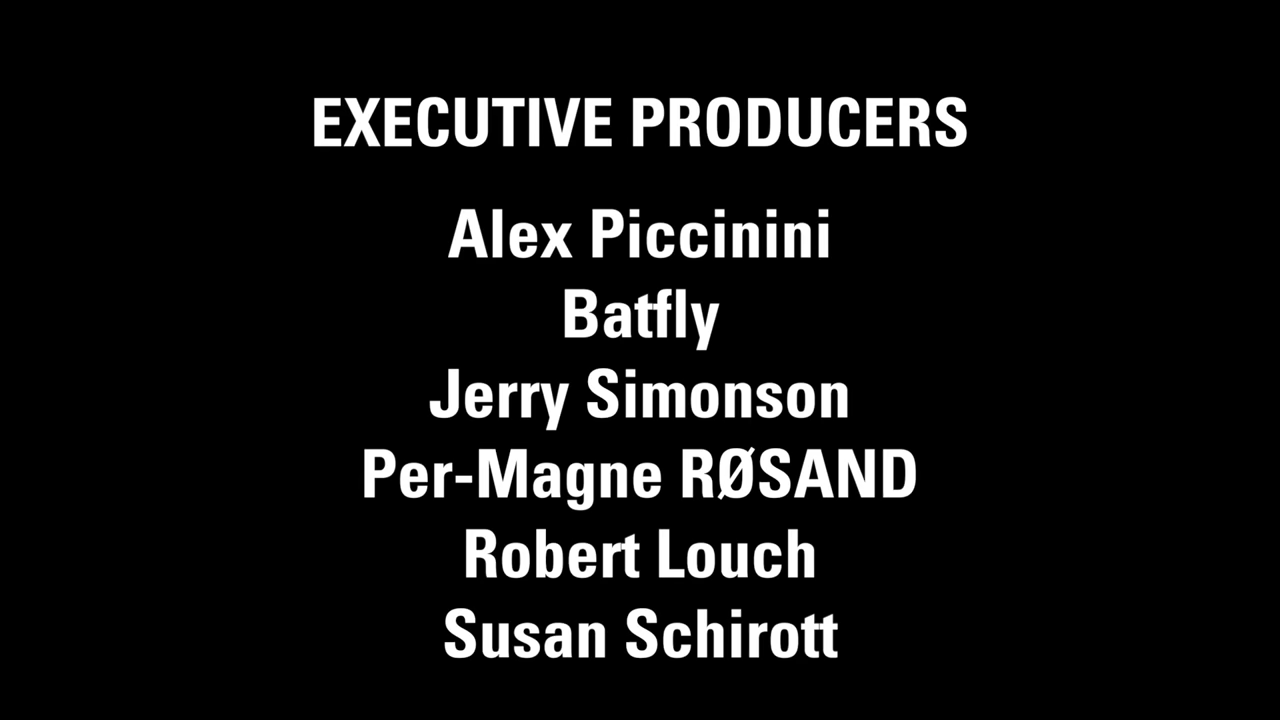 EXECUTIVE PRODUCERS
Alex Piccinini
Batfly
Jerry Simonson
Per-Magne RØSAND
Robert Louch
Susan Schirott